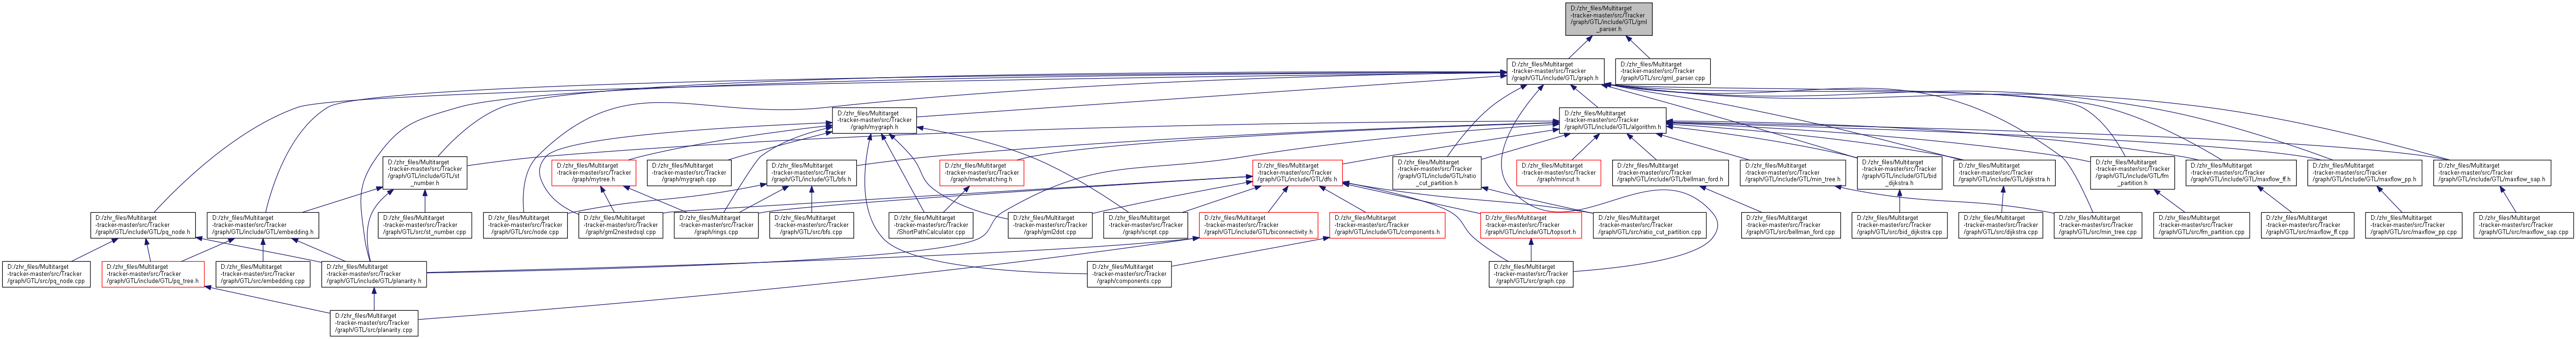 D:/zhr_files/Multitarget
-tracker-master/src/Tracker
/graph/GTL/include/GTL/gml
_parser.h
D:/zhr_files/Multitarget
-tracker-master/src/Tracker
/graph/GTL/include/GTL/graph.h
D:/zhr_files/Multitarget
-tracker-master/src/Tracker
/graph/GTL/src/gml_parser.cpp
D:/zhr_files/Multitarget
-tracker-master/src/Tracker
/graph/mygraph.h
D:/zhr_files/Multitarget
-tracker-master/src/Tracker
/graph/GTL/include/GTL/algorithm.h
D:/zhr_files/Multitarget
-tracker-master/src/Tracker
/graph/GTL/include/GTL/st
_number.h
D:/zhr_files/Multitarget
-tracker-master/src/Tracker
/graph/mytree.h
D:/zhr_files/Multitarget
-tracker-master/src/Tracker
/graph/mygraph.cpp
D:/zhr_files/Multitarget
-tracker-master/src/Tracker
/graph/GTL/include/GTL/bfs.h
D:/zhr_files/Multitarget
-tracker-master/src/Tracker
/graph/mwbmatching.h
D:/zhr_files/Multitarget
-tracker-master/src/Tracker
/graph/GTL/include/GTL/dfs.h
D:/zhr_files/Multitarget
-tracker-master/src/Tracker
/graph/GTL/include/GTL/ratio
_cut_partition.h
D:/zhr_files/Multitarget
-tracker-master/src/Tracker
/graph/mincut.h
D:/zhr_files/Multitarget
-tracker-master/src/Tracker
/graph/GTL/include/GTL/bellman_ford.h
D:/zhr_files/Multitarget
-tracker-master/src/Tracker
/graph/GTL/include/GTL/min_tree.h
D:/zhr_files/Multitarget
-tracker-master/src/Tracker
/graph/GTL/include/GTL/bid
_dijkstra.h
D:/zhr_files/Multitarget
-tracker-master/src/Tracker
/graph/GTL/include/GTL/dijkstra.h
D:/zhr_files/Multitarget
-tracker-master/src/Tracker
/graph/GTL/include/GTL/fm
_partition.h
D:/zhr_files/Multitarget
-tracker-master/src/Tracker
/graph/GTL/include/GTL/maxflow_ff.h
D:/zhr_files/Multitarget
-tracker-master/src/Tracker
/graph/GTL/include/GTL/maxflow_pp.h
D:/zhr_files/Multitarget
-tracker-master/src/Tracker
/graph/GTL/include/GTL/maxflow_sap.h
D:/zhr_files/Multitarget
-tracker-master/src/Tracker
/graph/GTL/include/GTL/pq_node.h
D:/zhr_files/Multitarget
-tracker-master/src/Tracker
/graph/GTL/include/GTL/embedding.h
D:/zhr_files/Multitarget
-tracker-master/src/Tracker
/graph/GTL/src/st_number.cpp
D:/zhr_files/Multitarget
-tracker-master/src/Tracker
/graph/GTL/src/node.cpp
D:/zhr_files/Multitarget
-tracker-master/src/Tracker
/graph/gml2nestedsql.cpp
D:/zhr_files/Multitarget
-tracker-master/src/Tracker
/graph/rings.cpp
D:/zhr_files/Multitarget
-tracker-master/src/Tracker
/graph/GTL/src/bfs.cpp
D:/zhr_files/Multitarget
-tracker-master/src/Tracker
/ShortPathCalculator.cpp
D:/zhr_files/Multitarget
-tracker-master/src/Tracker
/graph/gml2dot.cpp
D:/zhr_files/Multitarget
-tracker-master/src/Tracker
/graph/script.cpp
D:/zhr_files/Multitarget
-tracker-master/src/Tracker
/graph/GTL/include/GTL/biconnectivity.h
D:/zhr_files/Multitarget
-tracker-master/src/Tracker
/graph/GTL/include/GTL/components.h
D:/zhr_files/Multitarget
-tracker-master/src/Tracker
/graph/GTL/include/GTL/topsort.h
D:/zhr_files/Multitarget
-tracker-master/src/Tracker
/graph/GTL/src/ratio_cut_partition.cpp
D:/zhr_files/Multitarget
-tracker-master/src/Tracker
/graph/GTL/src/bellman_ford.cpp
D:/zhr_files/Multitarget
-tracker-master/src/Tracker
/graph/GTL/src/bid_dijkstra.cpp
D:/zhr_files/Multitarget
-tracker-master/src/Tracker
/graph/GTL/src/dijkstra.cpp
D:/zhr_files/Multitarget
-tracker-master/src/Tracker
/graph/GTL/src/min_tree.cpp
D:/zhr_files/Multitarget
-tracker-master/src/Tracker
/graph/GTL/src/fm_partition.cpp
D:/zhr_files/Multitarget
-tracker-master/src/Tracker
/graph/GTL/src/maxflow_ff.cpp
D:/zhr_files/Multitarget
-tracker-master/src/Tracker
/graph/GTL/src/maxflow_pp.cpp
D:/zhr_files/Multitarget
-tracker-master/src/Tracker
/graph/GTL/src/maxflow_sap.cpp
D:/zhr_files/Multitarget
-tracker-master/src/Tracker
/graph/GTL/src/pq_node.cpp
D:/zhr_files/Multitarget
-tracker-master/src/Tracker
/graph/GTL/include/GTL/pq_tree.h
D:/zhr_files/Multitarget
-tracker-master/src/Tracker
/graph/GTL/src/embedding.cpp
D:/zhr_files/Multitarget
-tracker-master/src/Tracker
/graph/GTL/include/GTL/planarity.h
D:/zhr_files/Multitarget
-tracker-master/src/Tracker
/graph/components.cpp
D:/zhr_files/Multitarget
-tracker-master/src/Tracker
/graph/GTL/src/graph.cpp
D:/zhr_files/Multitarget
-tracker-master/src/Tracker
/graph/GTL/src/planarity.cpp